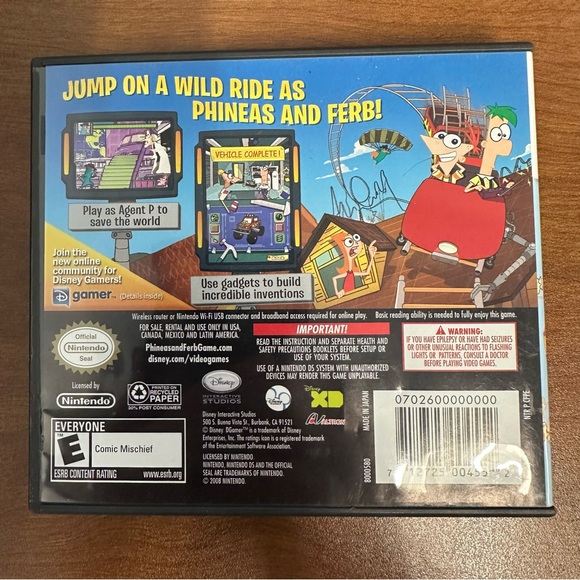 JUMP ON A WILD RIDE AS
PHINEAS AND FERB!
VEHICLE COMPLETE!
Play as Agent P to
save the world
Use gadgets to build
incredible inventions
Join the
new online
community for
Disney Gamers!
D gamer™ (Details inside)
Wireless router or Nintendo Wi-Fi USB connector and broadband access required for online play. Basic reading ability is needed to fully enjoy this game.
Official
Nintendo
Seal
Licensed by
Nintendo
FOR SALE, RENTAL AND USE ONLY IN USA,
CANADA, MEXICO AND LATIN AMERICA.
PhineasandFerbGame.com
disney.com/videogames
PRINTED ON
RECYCLED
PAPER
30% POST CONSUMER
IMPORTANT!
READ THE INSTRUCTION AND SEPARATE HEALTH AND
SAFETY PRECAUTIONS BOOKLETS BEFORE SETUP OR
USE OF YOUR SYSTEM.
USE OF A NINTENDO DS SYSTEM WITH UNAUTHORIZED
DEVICES MAY RENDER THIS GAME UNPLAYABLE.
WARNING:
IF YOU HAVE EPILEPSY OR HAVE HAD SEIZURES
OR OTHER UNUSUAL REACTIONS TO FLASHING
LIGHTS OR PATTERNS, CONSULT A DOCTOR
BEFORE PLAYING VIDEO GAMES.
Disney
INTERACTIVE
STUDIOS
Disney
XD
Disney Interactive Studios
500 S. Buena Vista St., Burbank, CA 91521
© Disney DGamer™ is a trademark of Disney
Enterprises, Inc. The ratings icon is a registered trademark
of the Entertainment Software Association.
LICENSED BY NINTENDO.
NINTENDO, NINTENDO DS AND THE OFFICIAL
SEAL ARE TRADEMARKS OF NINTENDO.
© 2008 NINTENDO.
EVERYONE
E
Comic Mischief
ESRB CONTENT RATING www.esrb.org
MADE IN JAPAN
8000580
0702600000000